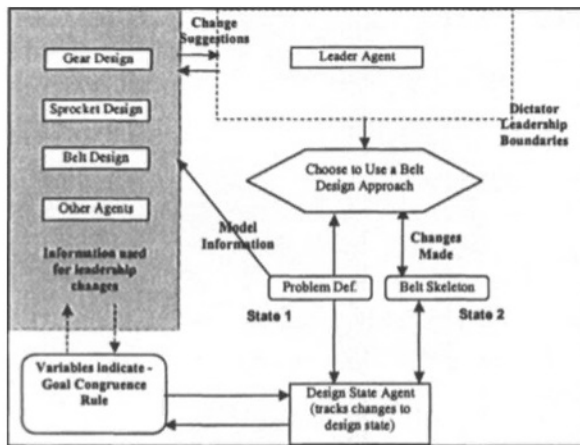 Change
Suggestions
Gear Design
Sprocket Design
Belt Design
Other Agents
Information used
for leadership
changes
Leader Agent
Dictator
Leadership
Boundaries
Choose to Use a Belt
Design Approach
Model
Information
Changes
Made
Problem Def.
Belt Skeleton
State 1
State 2
Variables indicate -
Goal Congruence
Rule
Design State Agent
(tracks changes to
design state)